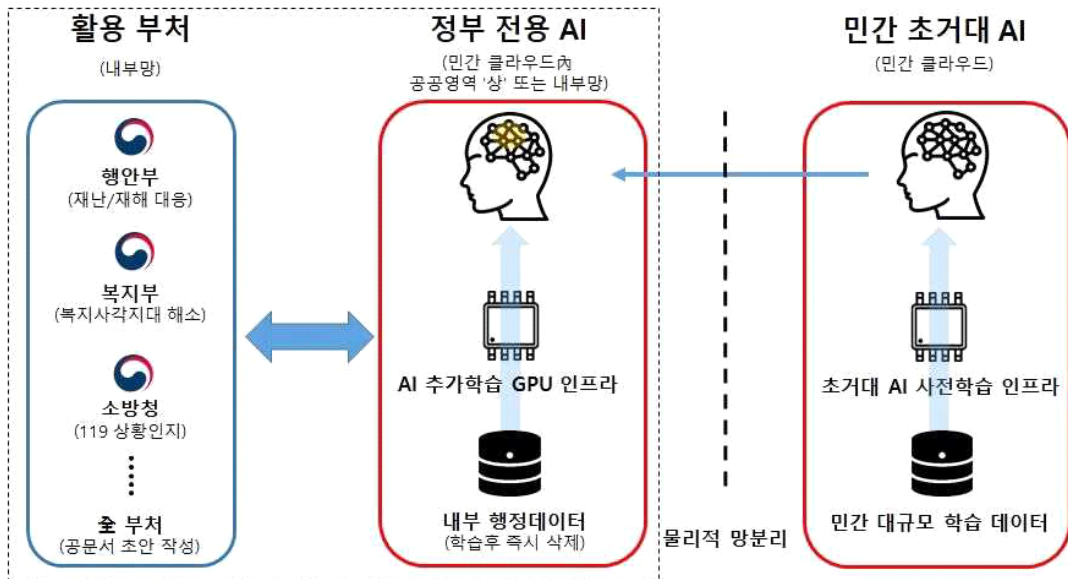 활용 부처
(내부망)
행안부
(재난/재해 대응)
복지부
(복지사각지대 해소)
소방청
(119 상황인지)
全 부처
(공문서 초안 작성)
정부 전용 AI
(민간 클라우드內
공공영역 '상' 또는 내부망)
AI 추가학습 GPU 인프라
내부 행정데이터
(학습후 즉시 삭제)
물리적 망분리
민간 초거대 AI
(민간 클라우드)
초거대 AI 사전학습 인프라
민간 대규모 학습 데이터